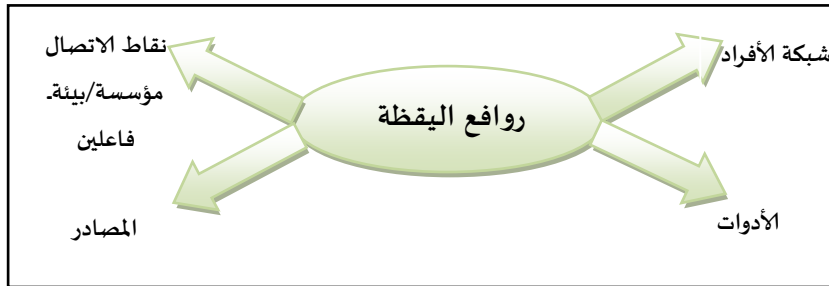 شبكة الأفراد
نقاط الاتصال
مؤسسة/بيئة-
فاعلين
روافع اليقظة
الأدوات
المصادر